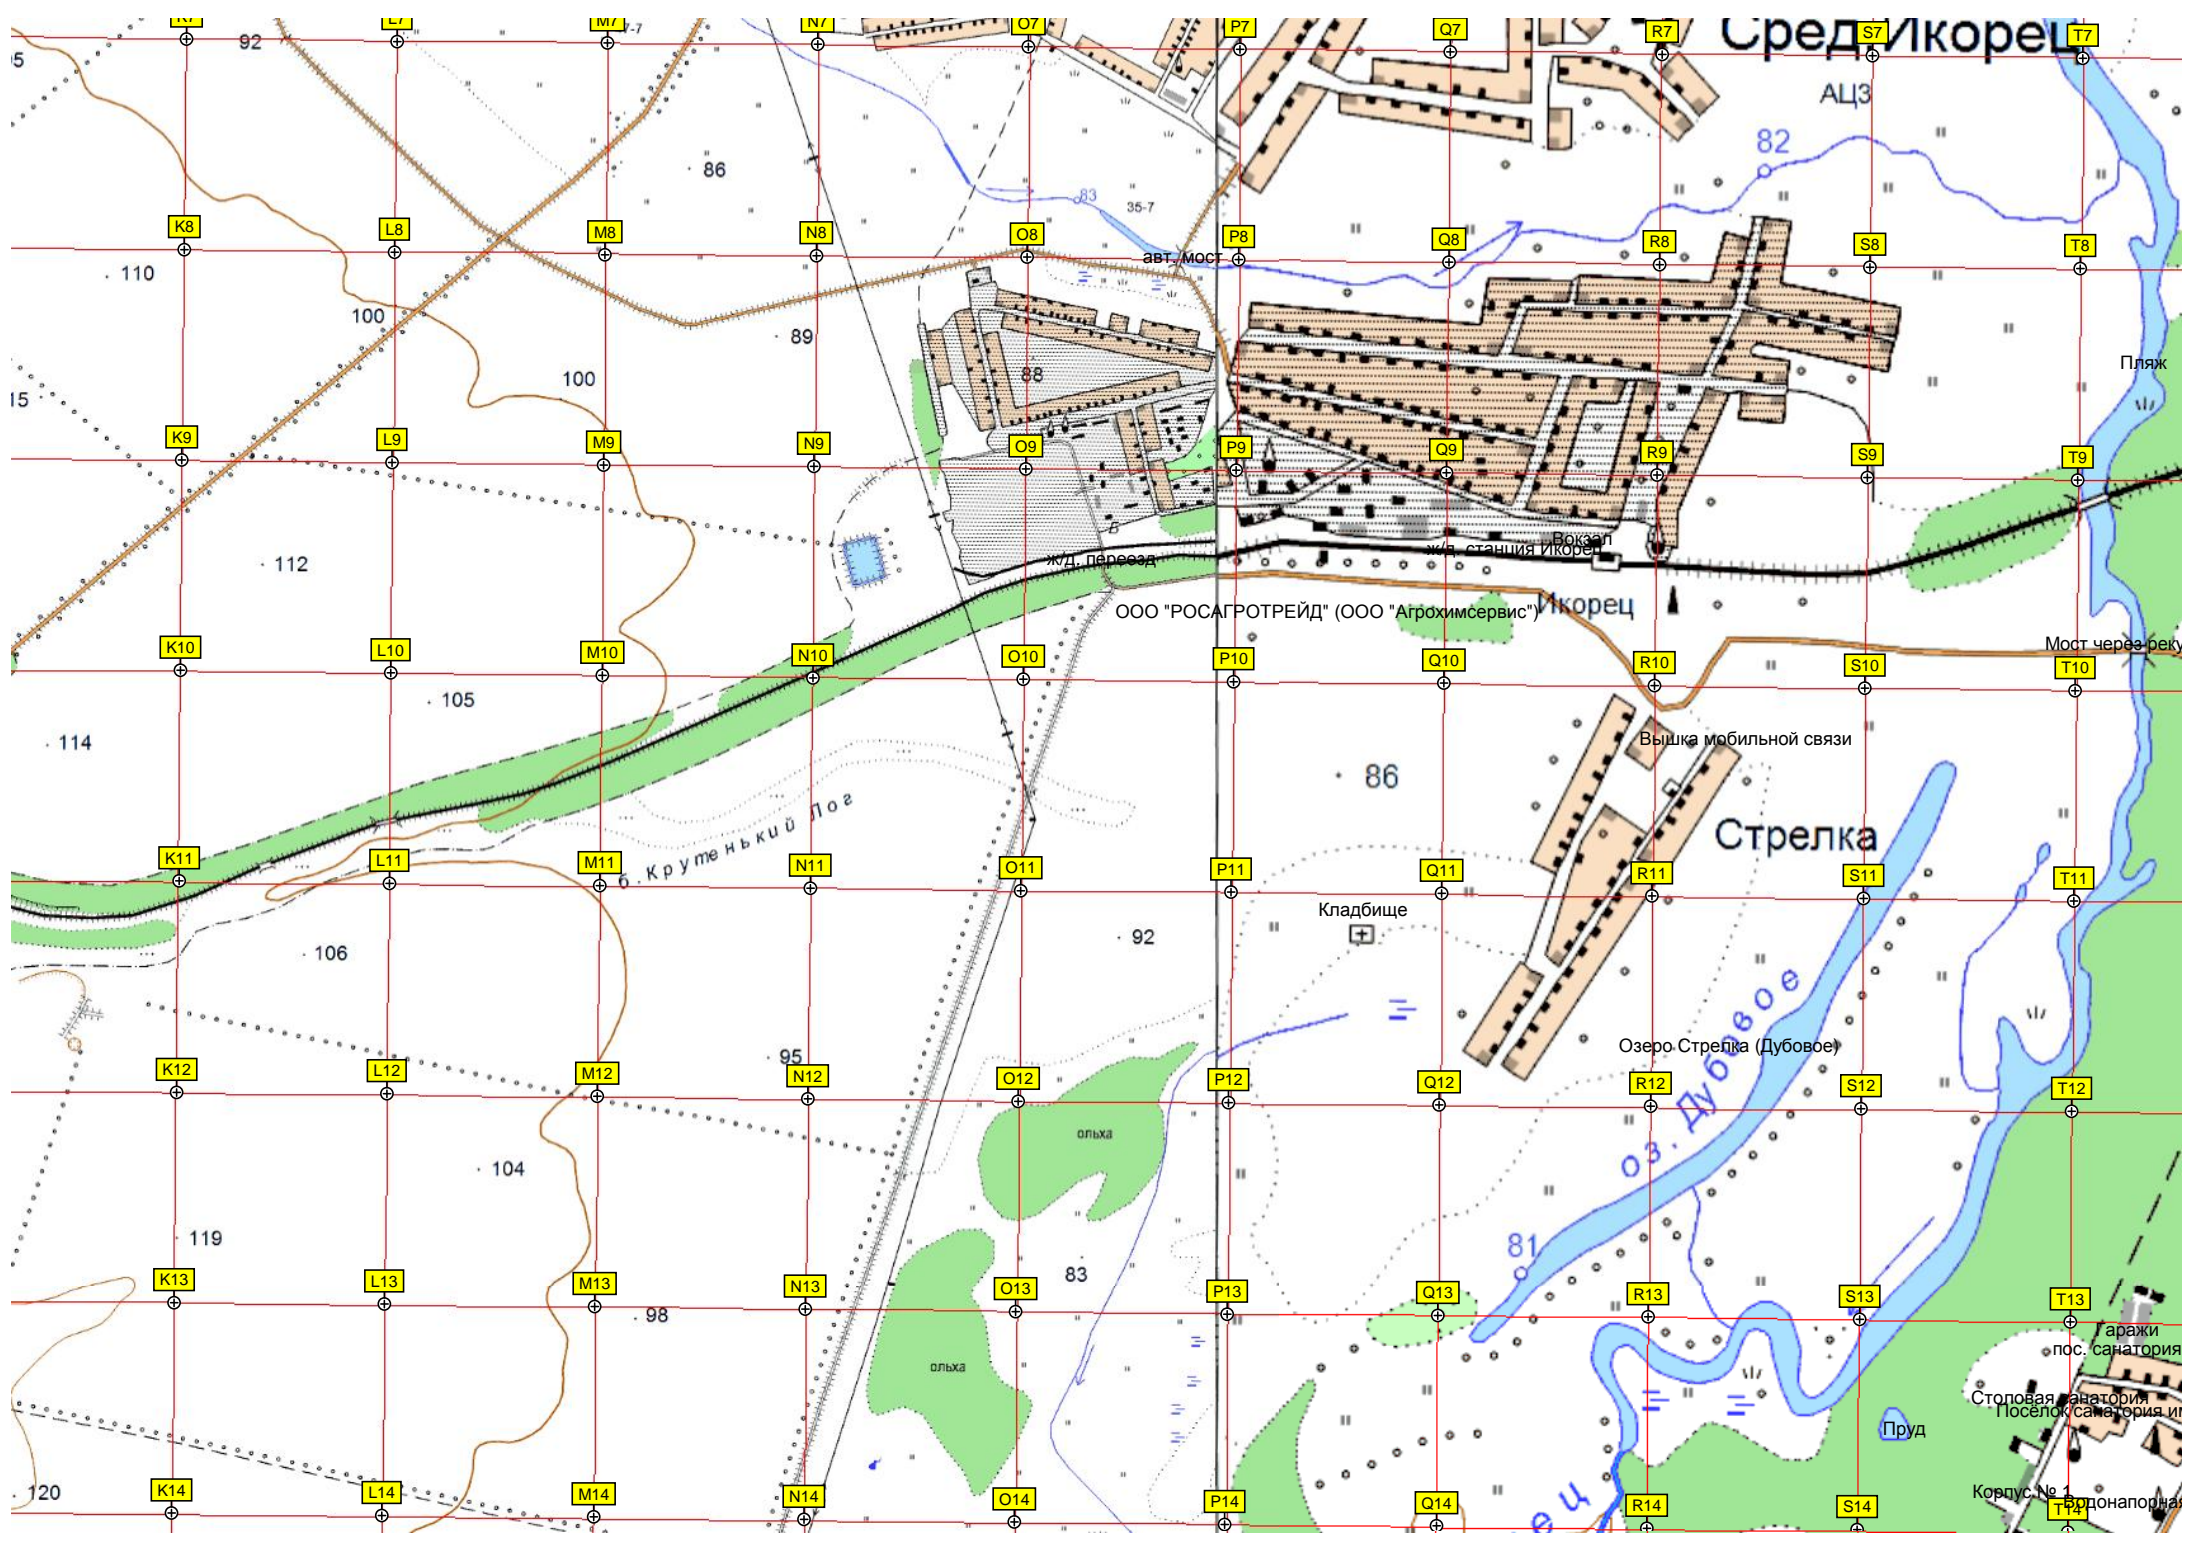 K7 L7 M7 N7 O7 P7 Q7 R7 S7 T7
92
Сред.Икорец
АЦЗ
82
86
83
35-7
K8 L8 M8 N8 O8 P8 Q8 R8 S8 T8
авт. мост
110
100
89
88
100
Пляж
15
K9 L9 M9 N9 O9 P9 Q9 R9 S9 T9
Б
Вокзал
ж/д. станция Икорец
ж/д. переезд
112
ООО "РОСАГРОТРЕЙД" (ООО "Агрохимсервис")
Икорец
Мост через реку
K10 L10 M10 N10 O10 P10 Q10 R10 S10 T10
105
114
Вышка мобильной связи
86
Стрелка
б. Крутенький Лог
K11 L11 M11 N11 O11 P11 Q11 R11 S11 T11
Кладбище
92
106
95
Озеро Стрелка (Дубовое)
оз. Дубовое
K12 L12 M12 N12 O12 P12 Q12 R12 S12 T12
ольха
104
119
81
83
K13 L13 M13 N13 O13 P13 Q13 R13 S13 T13
98
Гаражи
пос. санатория
ольха
Столовая санатория
Посёлок санатория
Пруд
120
Корпус № 1
Водонапорная
K14 L14 M14 N14 O14 P14 Q14 R14 S14 T14
ец